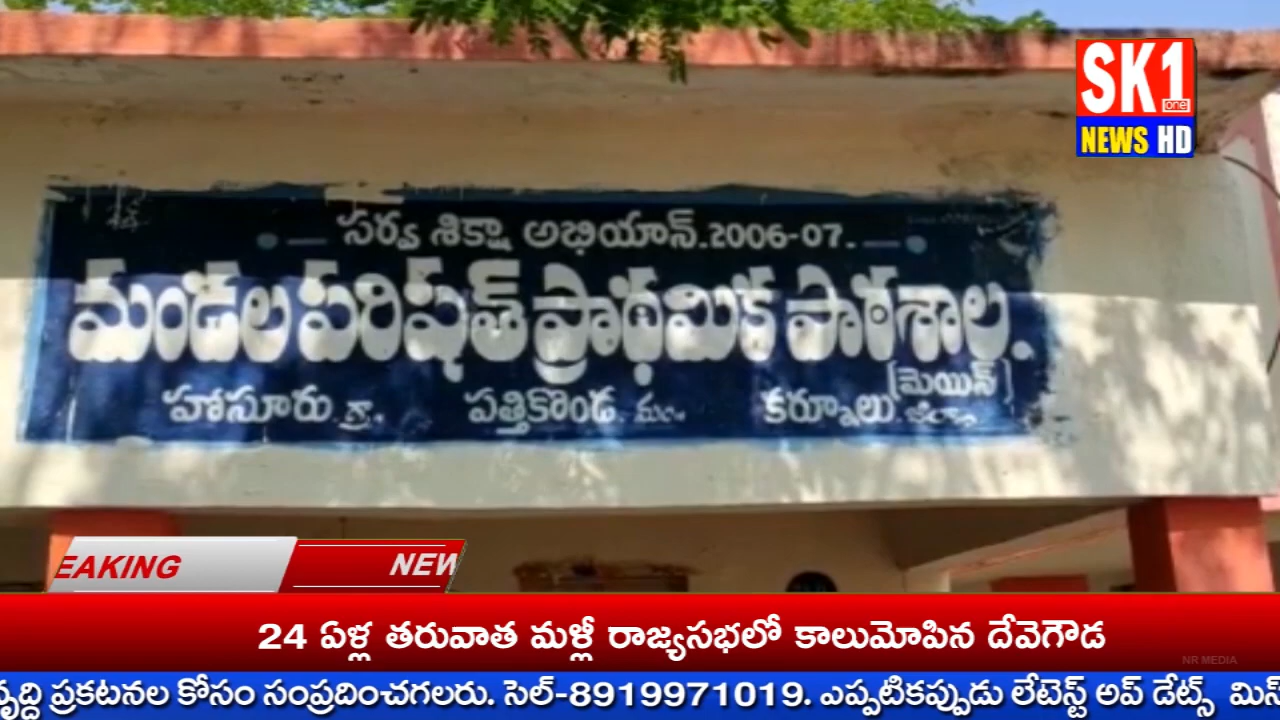 SK1
one
NEWS HD
సర్వ శిక్షా అభియాన్.2006-07.
మండల పరిషత్ ప్రాథమిక పాఠశాల.
(మెయిన్)
హాసూరు. గ్రా. పత్తికొండ. మం. కర్నూలు. జిల్లా
EAKING NEW
24 ఏళ్ల తరువాత మళ్లీ రాజ్యసభలో కాలుమోపిన దేవెగౌడ
NR MEDIA
ప్రకటనల కోసం సంప్రదించగలరు. సెల్-8919971019. ఎప్పటికప్పుడు లేటెస్ట్ అప్ డేట్స్ మిస్